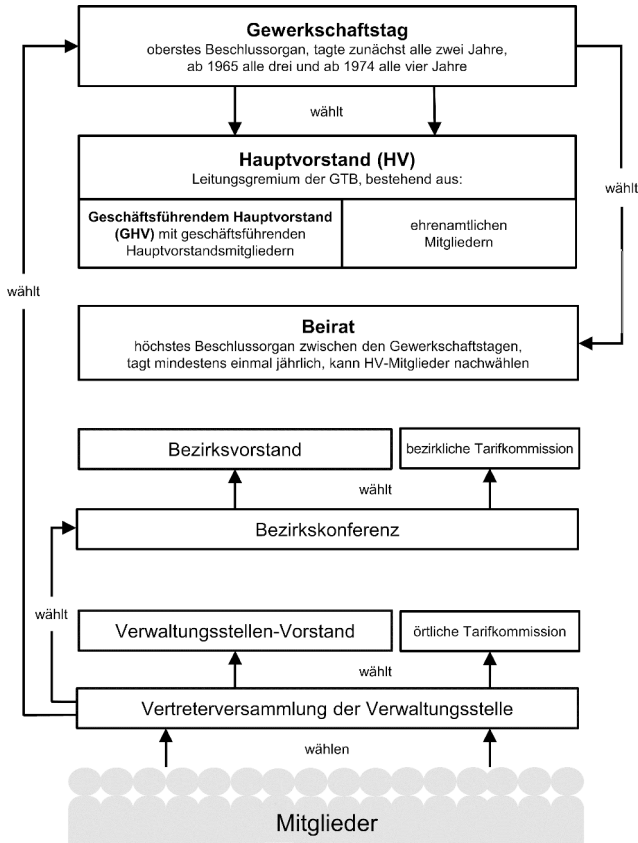 Gewerkschaftstag
oberstes Beschlussorgan, tagte zunächst alle zwei Jahre,
ab 1965 alle drei und ab 1974 alle vier Jahre
wählt
Hauptvorstand (HV)
Leitungsgremium der GTB, bestehend aus:
wählt
Geschäftsführendem Hauptvorstand
(GHV) mit geschäftsführenden
Hauptvorstandsmitgliedern
ehrenamtlichen
Mitgliedern
wählt
Beirat
höchstes Beschlussorgan zwischen den Gewerkschaftstagen,
tagt mindestens einmal jährlich, kann HV-Mitglieder nachwählen
Bezirksvorstand
bezirkliche Tarifkommission
wählt
Bezirkskonferenz
wählt
Verwaltungsstellen-Vorstand
örtliche Tarifkommission
wählt
Vertreterversammlung der Verwaltungsstelle
wählen
Mitglieder